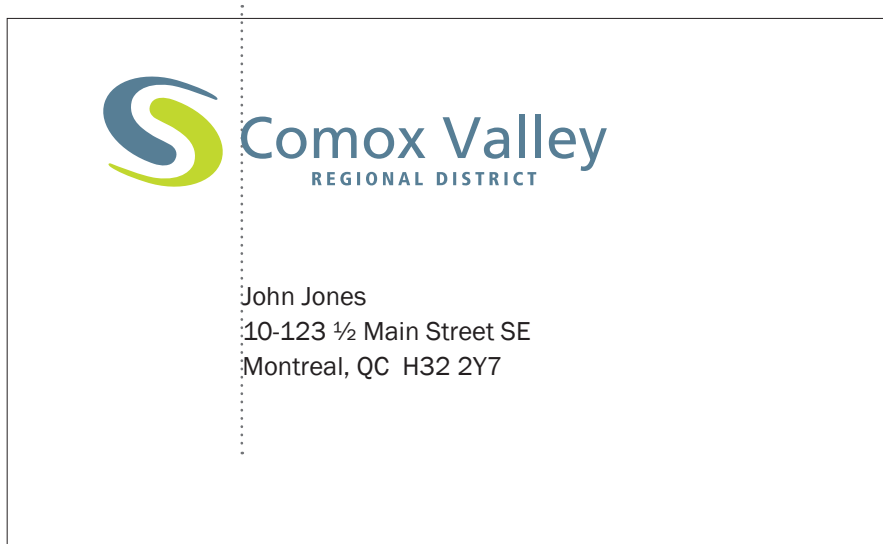 Comox Valley
REGIONAL DISTRICT
John Jones
10-123 ½ Main Street SE
Montreal, QC  H32 2Y7